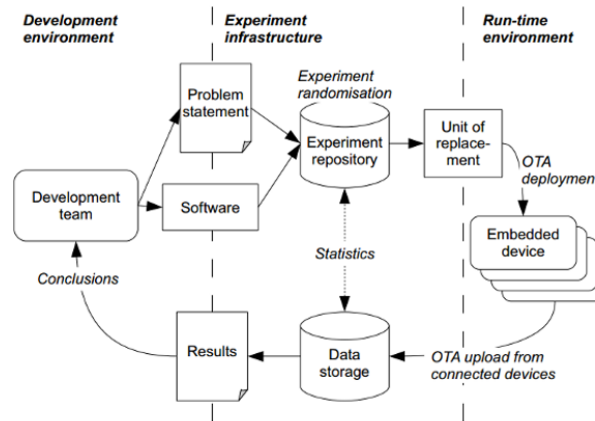 Development
environment
Experiment
infrastructure
Run-time
environment
Problem
statement
Experiment
randomisation
Experiment
repository
Unit of
replace-
ment
OTA
deployment
Development
team
Software
Embedded
device
Statistics
Conclusions
Results
Data
storage
OTA upload from
connected devices